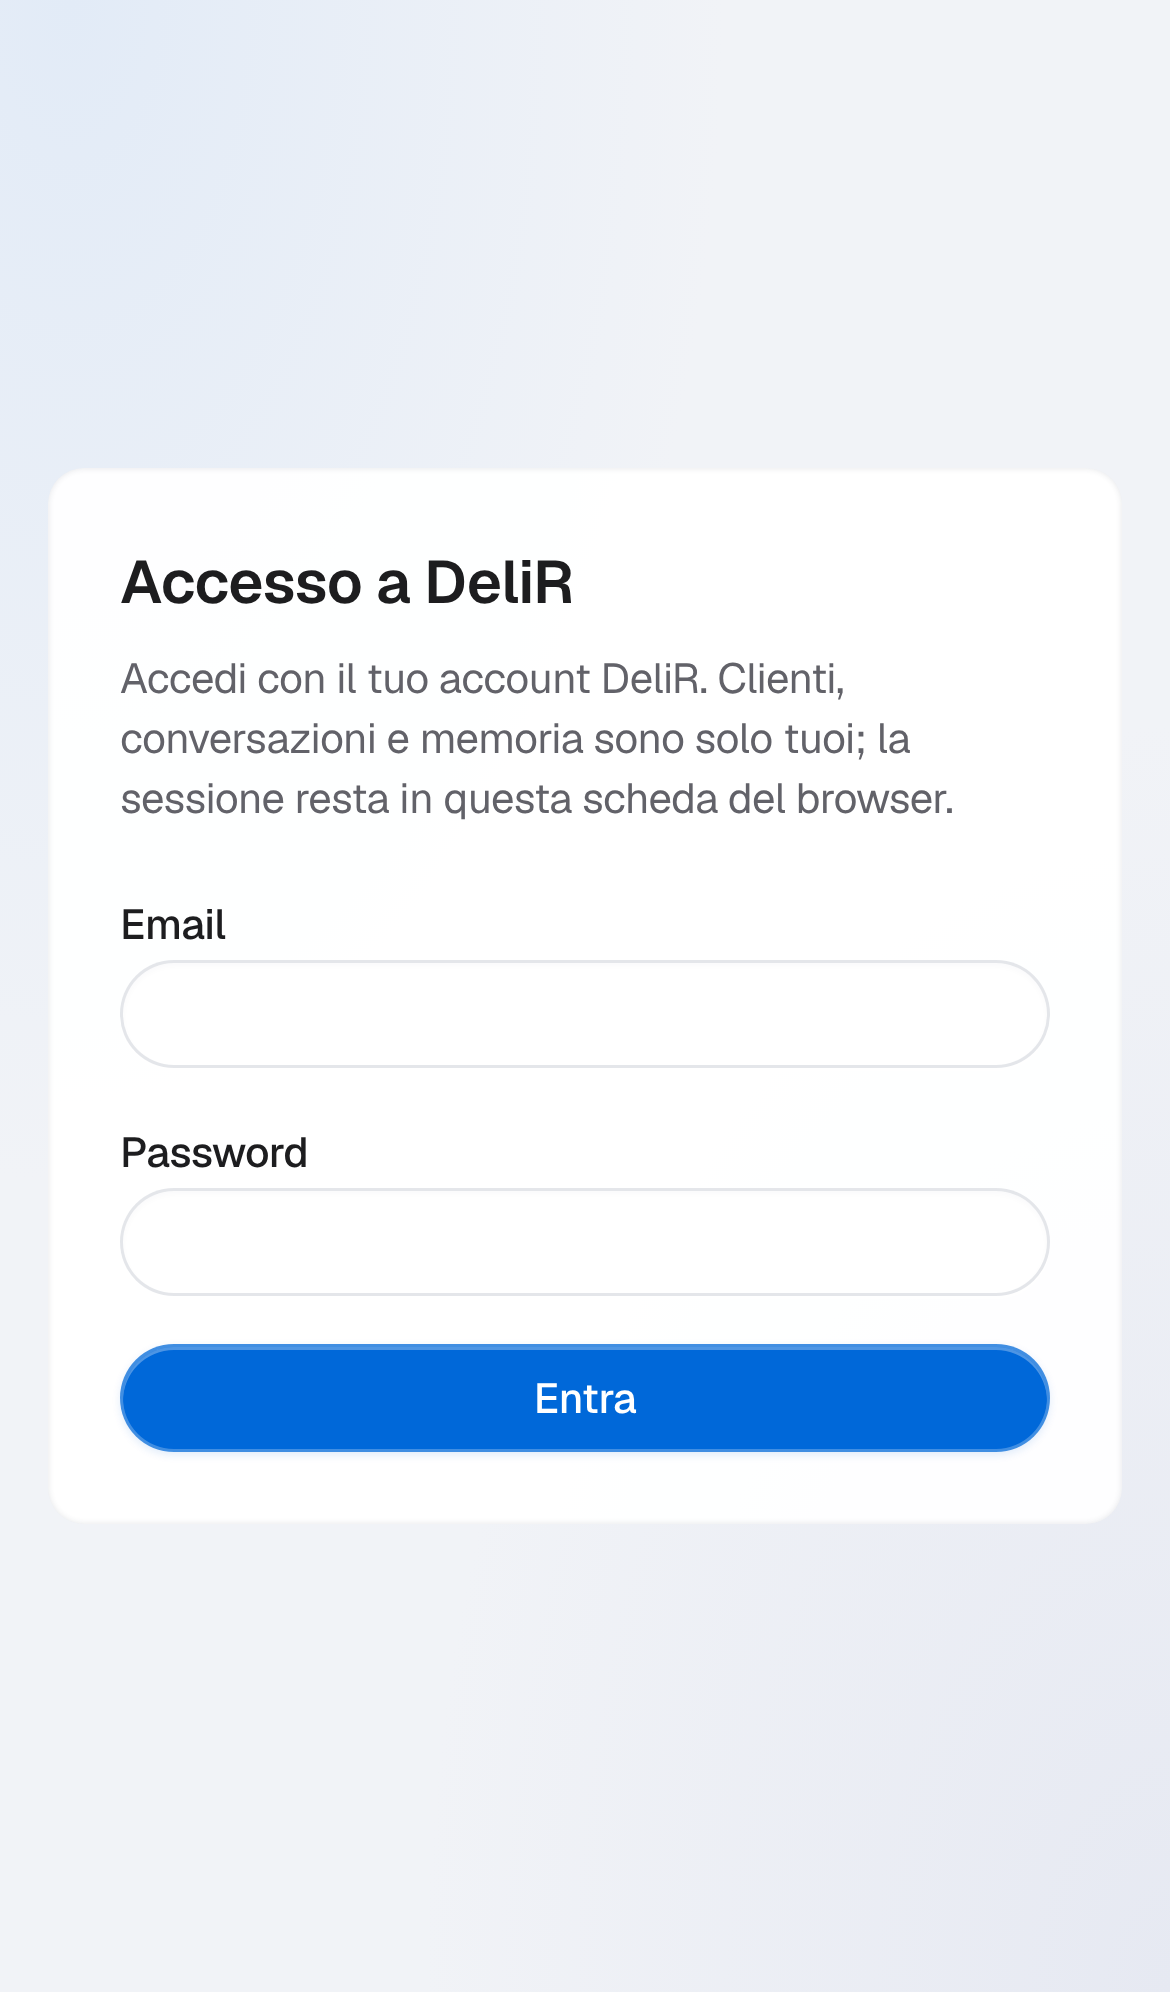 Accesso a DeliR
Accedi con il tuo account DeliR. Clienti,
conversazioni e memoria sono solo tuoi; la
sessione resta in questa scheda del browser.
Email
Password
Entra